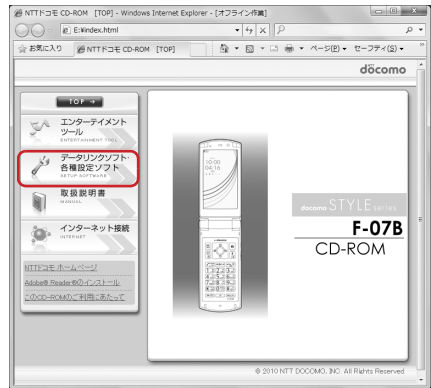 NTTドコモ CD-ROM [TOP] - Windows Internet Explorer - [オフライン作業]
E:¥index.html
お気に入り
NTTドコモ CD-ROM [TOP]
ページ(P)
セーフティ(S)
döcomo
TOP
エンターテイメント
ツール
ENTERTAINMENT TOOL
データリンクソフト・
各種設定ソフト
SETUP SOFTWARE
取扱説明書
MANUAL
インターネット接続
INTERNET
NTTドコモ ホームページ
Adobe® Reader®のインストール
このCD-ROMのご利用にあたって
10:00
docomo STYLE series
F-07B
CD-ROM
© 2010 NTT DOCOMO, INC. All Rights Reserved.